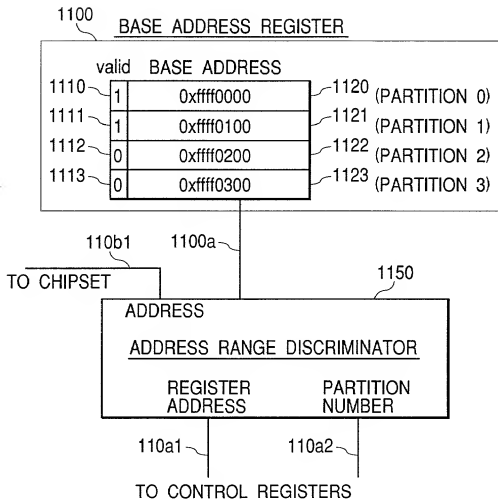 1100
BASE ADDRESS REGISTER
valid BASE ADDRESS
1110 1 0xffff0000 1120 (PARTITION 0)
1111 1 0xffff0100 1121 (PARTITION 1)
1112 0 0xffff0200 1122 (PARTITION 2)
1113 0 0xffff0300 1123 (PARTITION 3)
110b1 1100a
TO CHIPSET 1150
ADDRESS
ADDRESS RANGE DISCRIMINATOR
REGISTER ADDRESS
PARTITION NUMBER
110a1 110a2
TO CONTROL REGISTERS